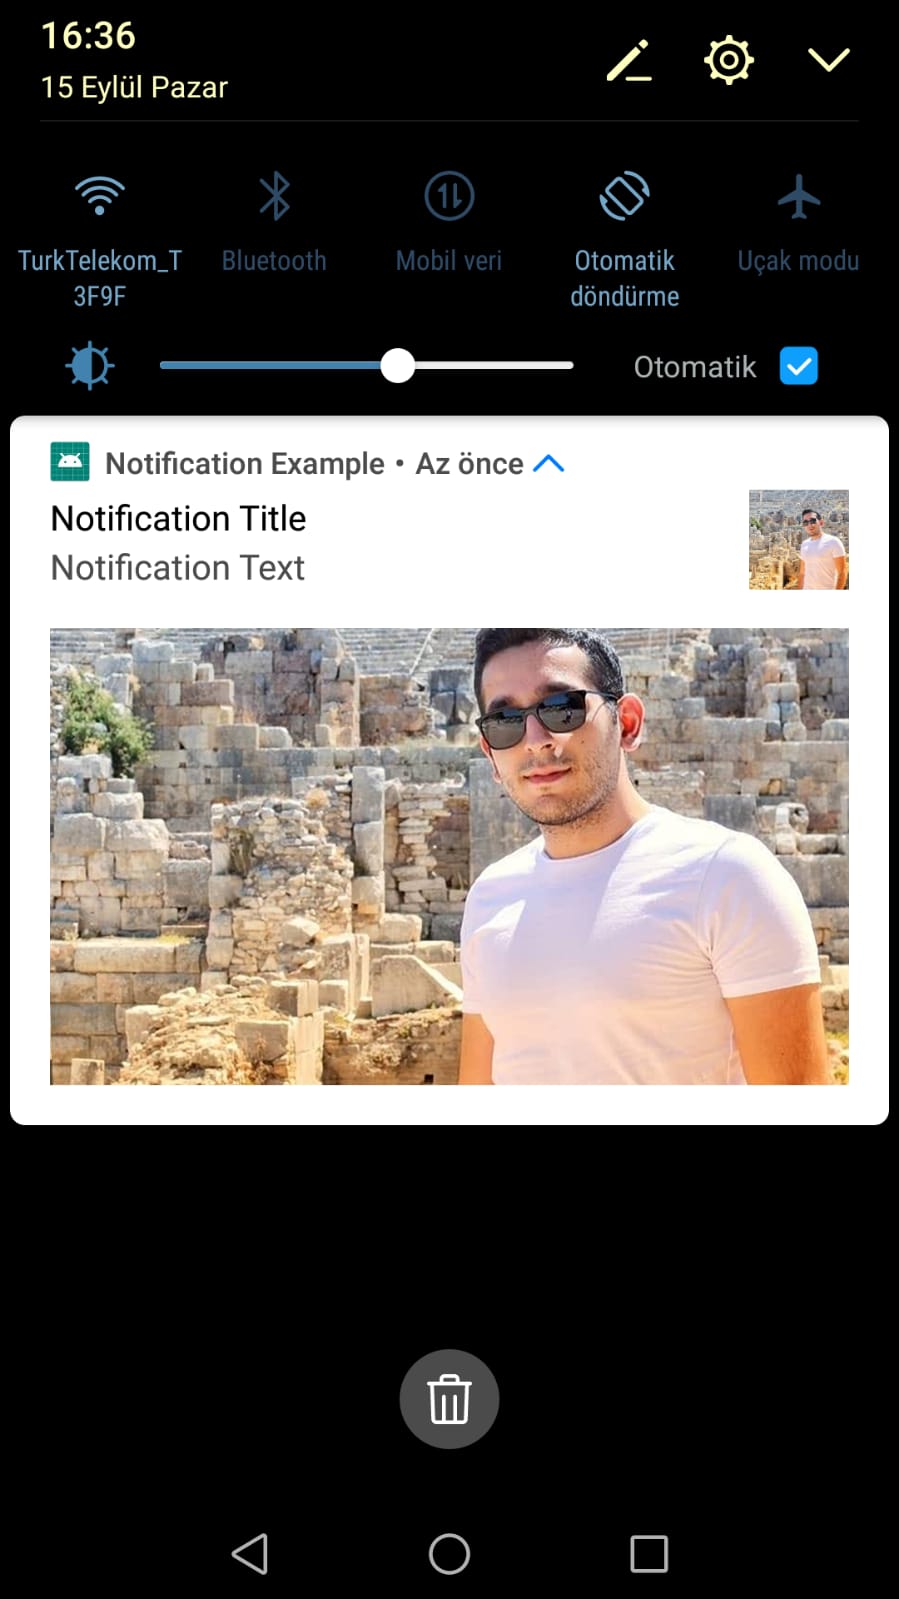 16:36
15 Eylül Pazar
TurkTelekom_T
3F9F
Bluetooth
Mobil veri
Otomatik
döndürme
Uçak modu
Otomatik
Notification Example • Az önce
Notification Title
Notification Text